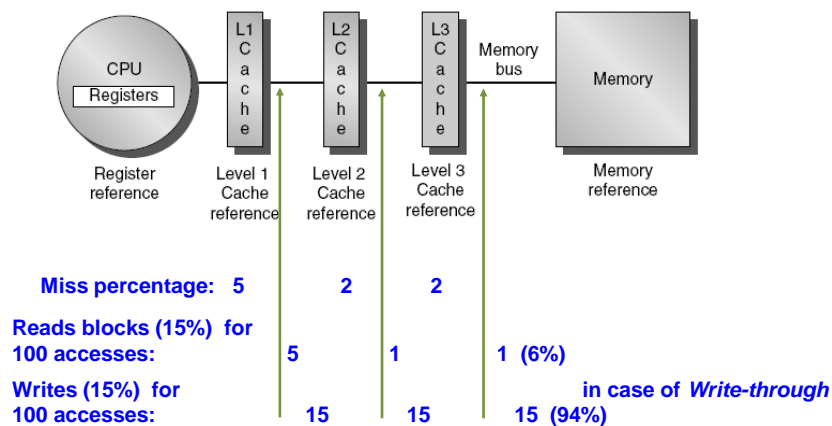 L1
C
a
c
h
e
L2
C
a
c
h
e
L3
C
a
c
h
e
CPU
Registers
Memory
bus
Memory
Register
reference
Level 1
Cache
reference
Level 2
Cache
reference
Level 3
Cache
reference
Memory
reference
Miss percentage: 5 2 2
Reads blocks (15%) for
100 accesses: 5 1 1 (6%)
Writes (15%) for in case of Write-through
100 accesses: 15 15 15 (94%)